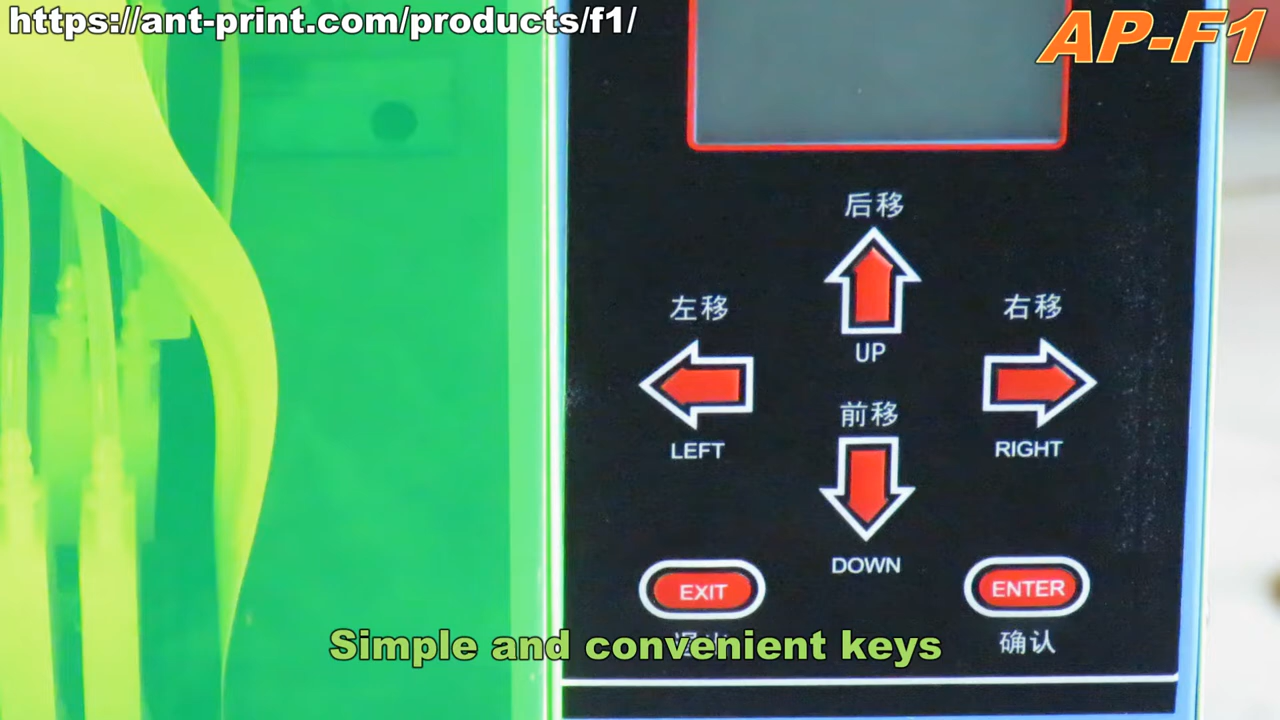 https://ant-print.com/products/f1/
AP-F1
后移
UP
左移
LEFT
右移
RIGHT
前移
DOWN
EXIT
ENTER
确认
Simple and convenient keys